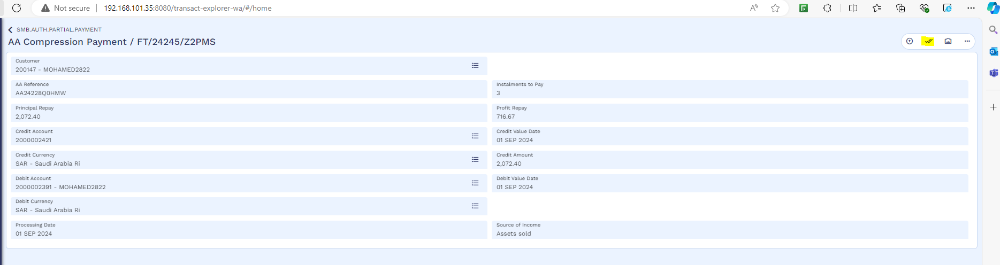 Not secure
192.168.101.35:8080/transact-explorer-wa/#/home
SMB.AUTH.PARTIAL.PAYMENT
AA Compression Payment / FT/24245/Z2PMS
Customer
200147 - MOHAMED2822
AA Reference
AA24228Q0HMW
Instalments to Pay
3
Principal Repay
2,072.40
Profit Repay
716.67
Credit Account
2000002421
Credit Value Date
01 SEP 2024
Credit Currency
SAR - Saudi Arabia Ri
Credit Amount
2,072.40
Debit Account
2000002391 - MOHAMED2822
Debit Value Date
01 SEP 2024
Debit Currency
SAR - Saudi Arabia Ri
Processing Date
01 SEP 2024
Source of Income
Assets sold